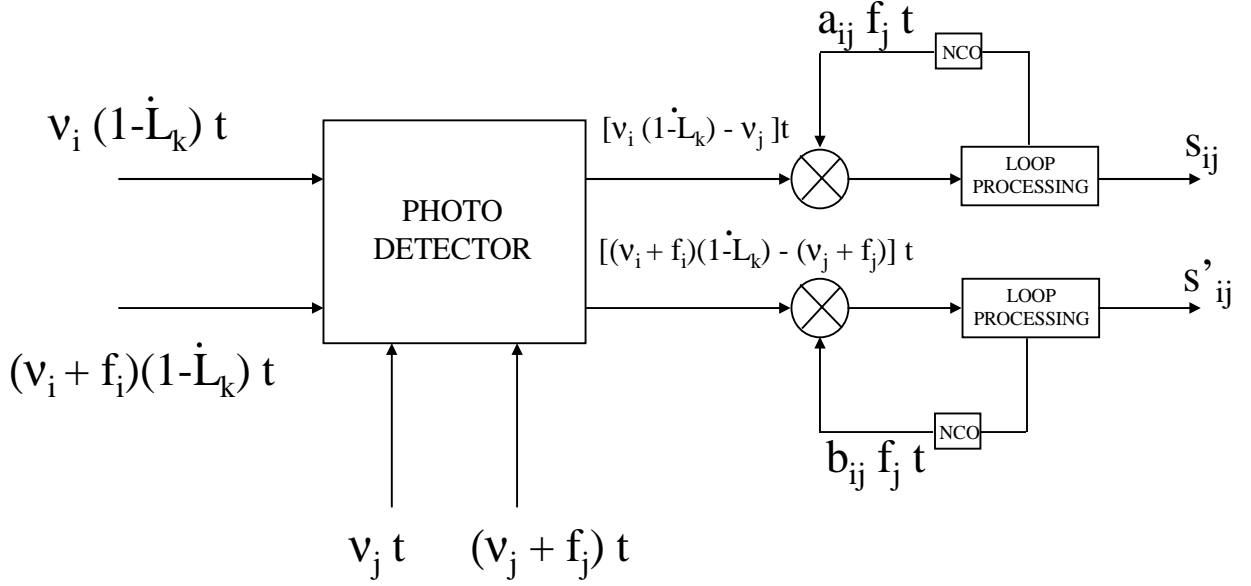 a_ij f_j t
NCO
ν_i (1-L̇_k) t
[ν_i (1-L̇_k) - ν_j ]t
LOOP
PROCESSING
s_ij
PHOTO
DETECTOR
[(ν_i + f_i)(1-L̇_k) - (ν_j + f_j)] t
LOOP
PROCESSING
s’_ij
(ν_i + f_i)(1-L̇_k) t
NCO
b_ij f_j t
ν_j t
(ν_j + f_j) t